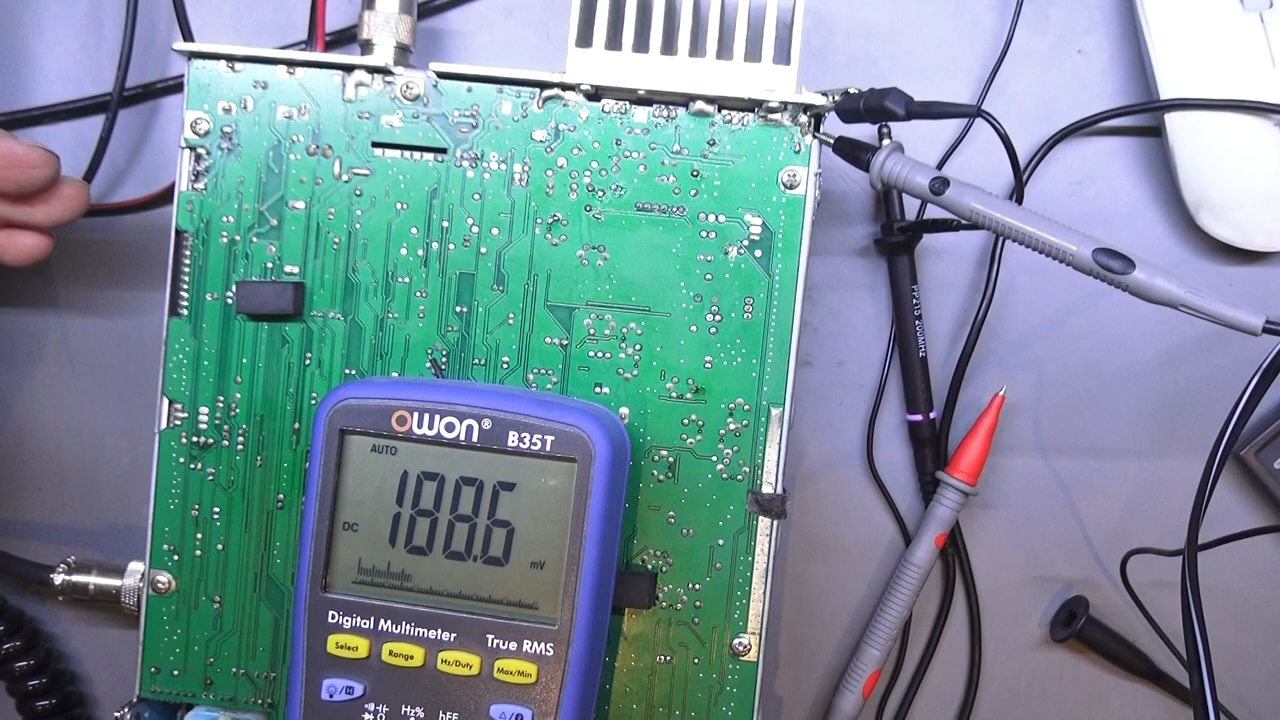 PP215 200MHZ
OWON® B35T
AUTO
188.6
DC
mV
Digital Multimeter
True RMS
Select
Range
Hz/Duty
Max/Min
Hz%
hFE